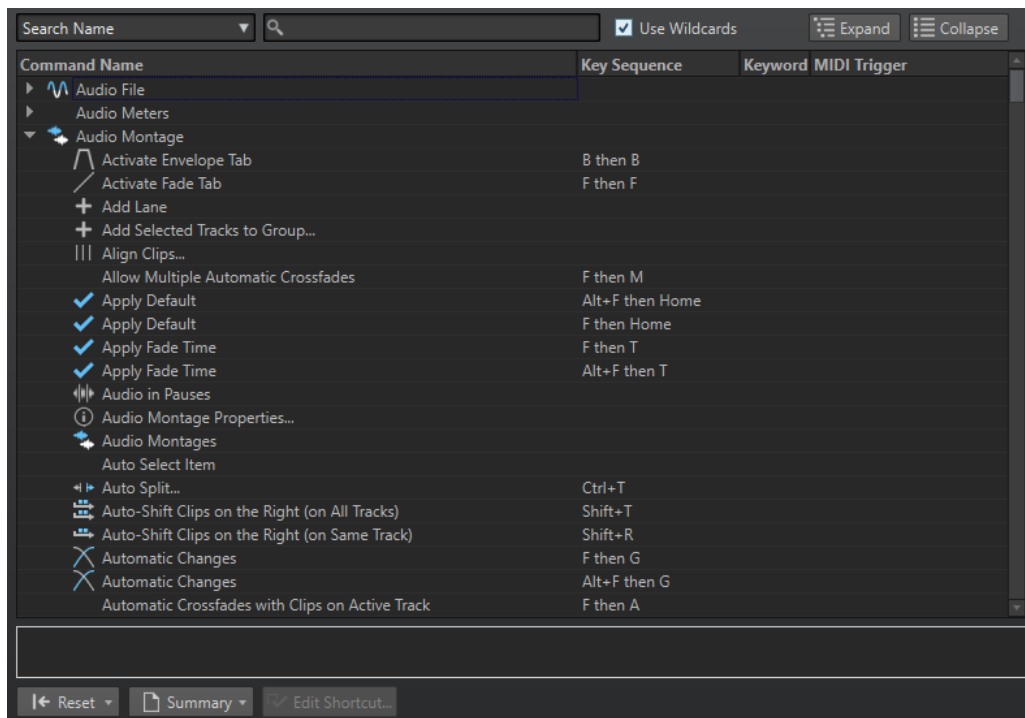 Search Name Use Wildcards Expand Collapse
Command Name Key Sequence Keyword MIDI Trigger
Audio File
Audio Meters
Audio Montage
Activate Envelope Tab B then B
Activate Fade Tab F then F
Add Lane
Add Selected Tracks to Group...
Align Clips...
Allow Multiple Automatic Crossfades F then M
Apply Default Alt+F then Home
Apply Default F then Home
Apply Fade Time F then T
Apply Fade Time Alt+F then T
Audio in Pauses
Audio Montage Properties...
Audio Montages
Auto Select Item
Auto Split... Ctrl+T
Auto-Shift Clips on the Right (on All Tracks) Shift+T
Auto-Shift Clips on the Right (on Same Track) Shift+R
Automatic Changes F then G
Automatic Changes Alt+F then G
Automatic Crossfades with Clips on Active Track F then A
Reset Summary Edit Shortcut...